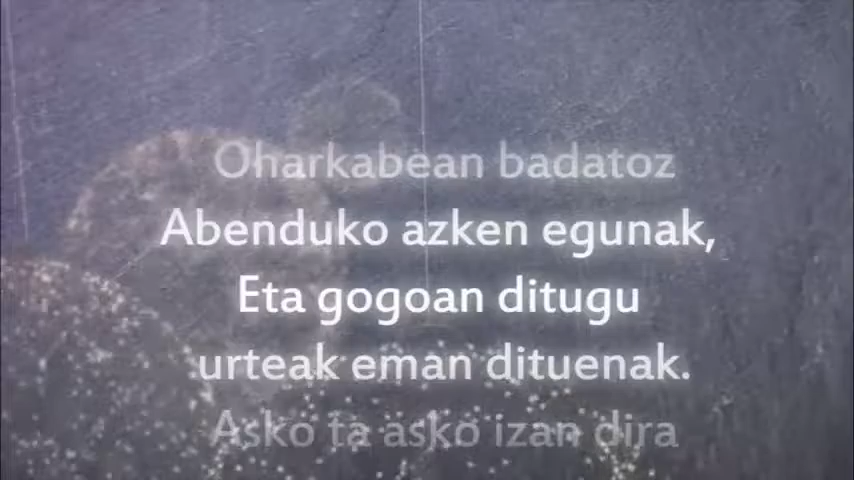 Oharkabean badatoz
Abenduko azken egunak,
Eta gogoan ditugu
urteak eman dituenak.
Asko ta asko izan dira